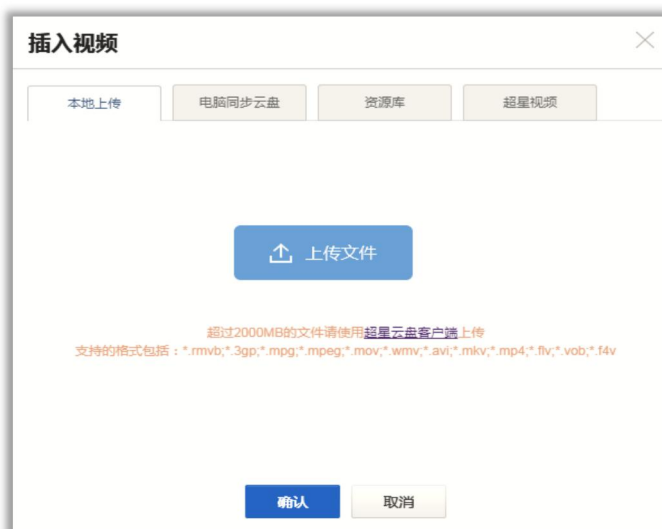 插入视频
本地上传 电脑同步云盘 资源库 超星视频
上传文件
超过2000MB的文件请使用超星云盘客户端上传
支持的格式包括：*.rmvb;*.3gp;*.mpg;*.mpeg;*.mov;*.wmv;*.avi;*.mkv;*.mp4;*.flv;*.vob;*.f4v
确认 取消